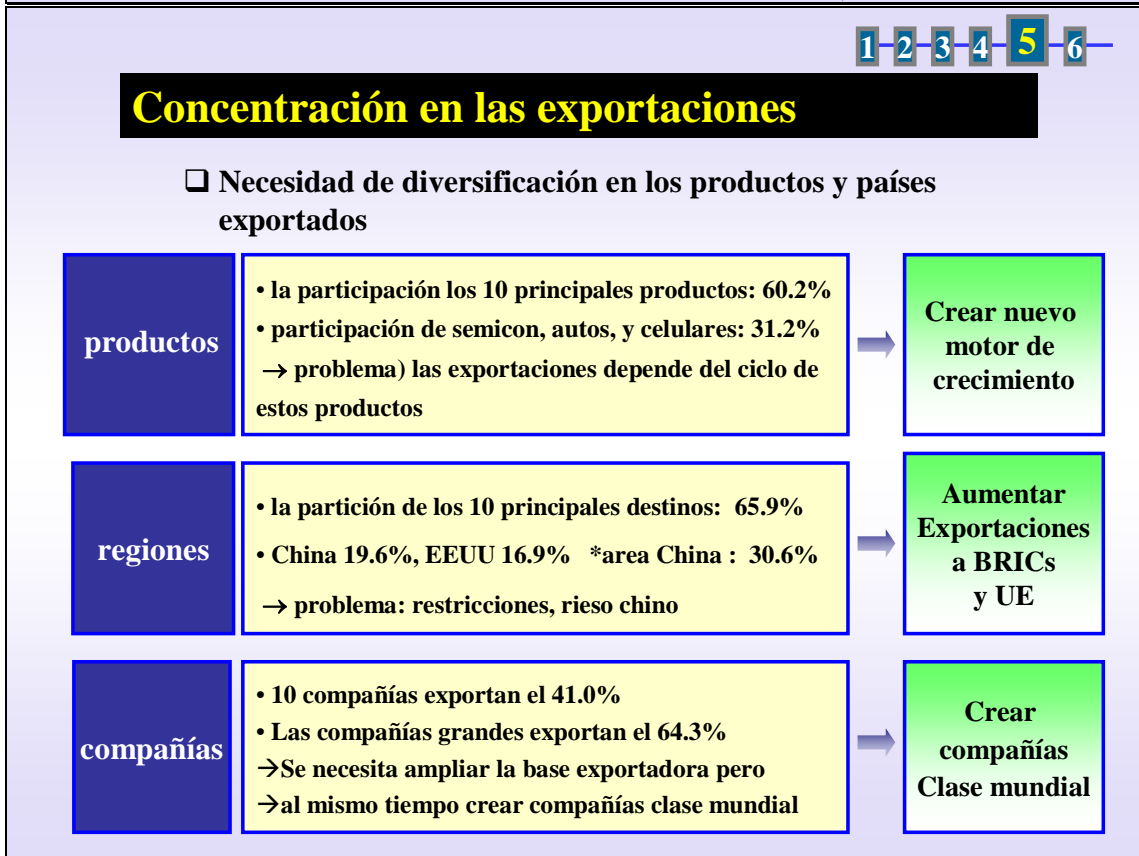 1 2 3 4 5 6
Concentración en las exportaciones
❑ Necesidad de diversificación en los productos y países
exportados
productos
• la participación los 10 principales productos: 60.2%
• participación de semicon, autos, y celulares: 31.2%
→ problema) las exportaciones depende del ciclo de
estos productos
Crear nuevo
motor de
crecimiento
regiones
• la partición de los 10 principales destinos: 65.9%
• China 19.6%, EEUU 16.9% *area China : 30.6%
→ problema: restricciones, rieso chino
Aumentar
Exportaciones
a BRICs
y UE
compañías
• 10 compañías exportan el 41.0%
• Las compañías grandes exportan el 64.3%
→Se necesita ampliar la base exportadora pero
→al mismo tiempo crear compañías clase mundial
Crear
compañías
Clase mundial